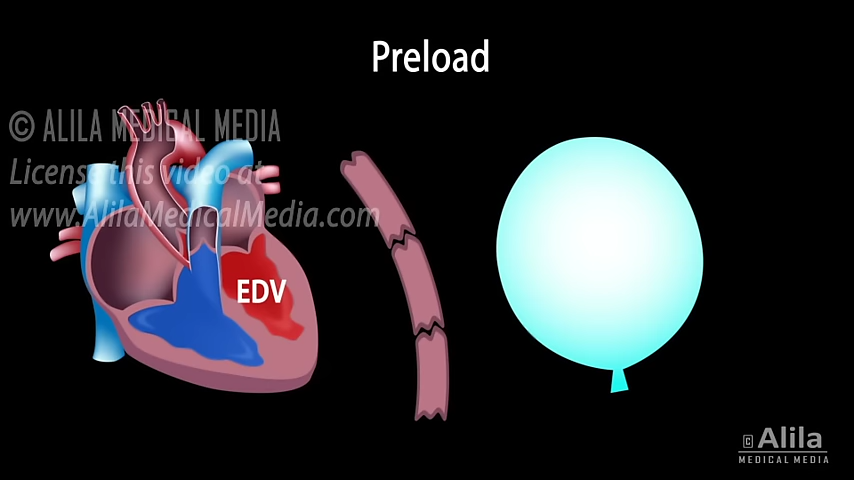 Preload
© ALILA MEDICAL MEDIA
License this video at
www.AlilaMedicalMedia.com
EDV
© Alila
MEDICAL MEDIA